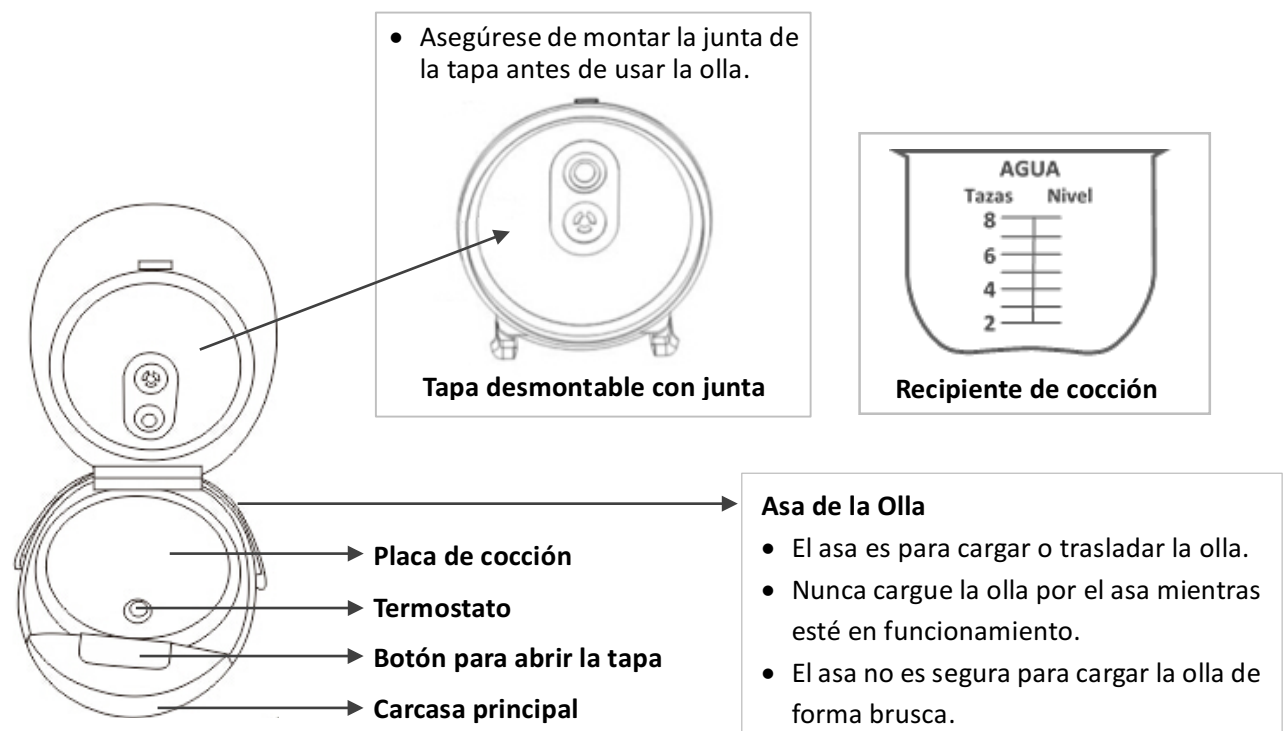 • Asegúrese de montar la junta de
la tapa antes de usar la olla.
Tapa desmontable con junta
AGUA
Tazas Nivel
8
6
4
2
Recipiente de cocción
Placa de cocción
Termostato
Botón para abrir la tapa
Carcasa principal
Asa de la Olla
• El asa es para cargar o trasladar la olla.
• Nunca cargue la olla por el asa mientras
esté en funcionamiento.
• El asa no es segura para cargar la olla de
forma brusca.